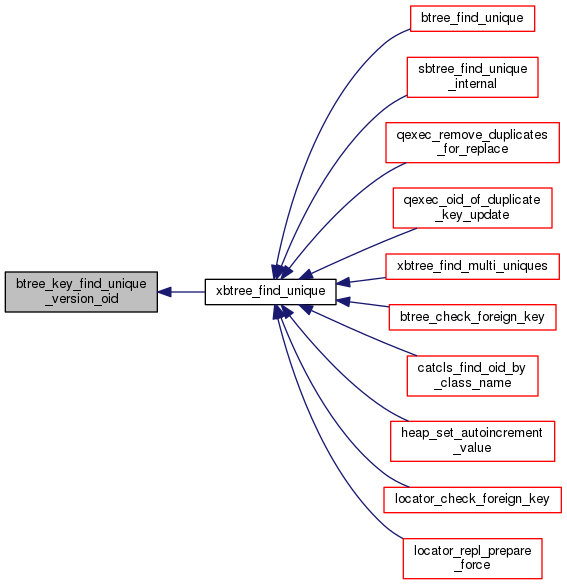 btree_key_find_unique
_version_oid
xbtree_find_unique
btree_find_unique
sbtree_find_unique
_internal
qexec_remove_duplicates
_for_replace
qexec_oid_of_duplicate
_key_update
xbtree_find_multi_uniques
btree_check_foreign_key
catcls_find_oid_by
_class_name
heap_set_autoincrement
_value
locator_check_foreign_key
locator_repl_prepare
_force